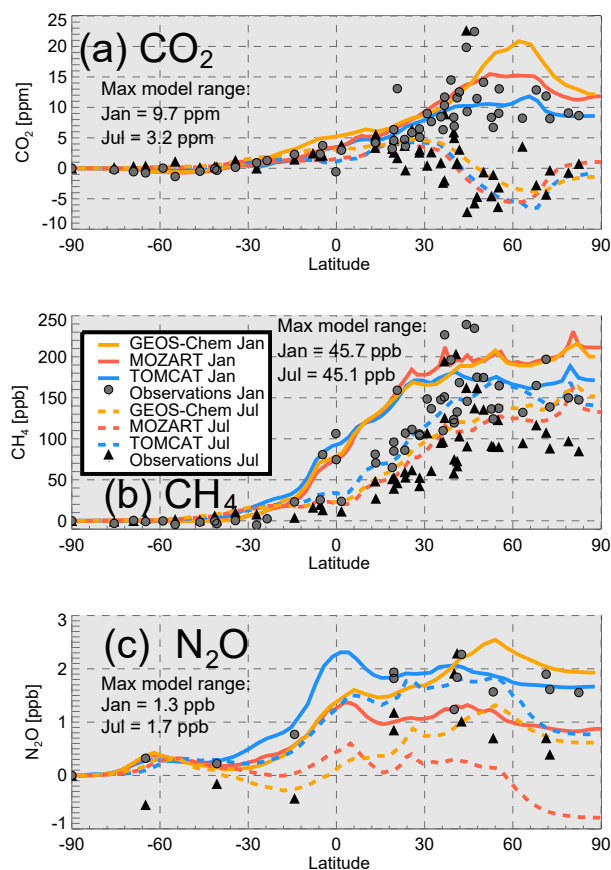 (a) CO2
Max model range:
Jan = 9.7 ppm
Jul = 3.2 ppm
CO2 [ppm]
25
20
15
10
5
0
-5
-10
-90 -60 -30 0 30 60 90
Latitude
Max model range:
Jan = 45.7 ppb
Jul = 45.1 ppb
GEOS-Chem Jan
MOZART Jan
TOMCAT Jan
Observations Jan
GEOS-Chem Jul
MOZART Jul
TOMCAT Jul
Observations Jul
(b) CH4
CH4 [ppb]
250
200
150
100
50
0
-90 -60 -30 0 30 60 90
Latitude
(c) N2O
Max model range:
Jan = 1.3 ppb
Jul = 1.7 ppb
N2O [ppb]
3
2
1
0
-1
-90 -60 -30 0 30 60 90
Latitude